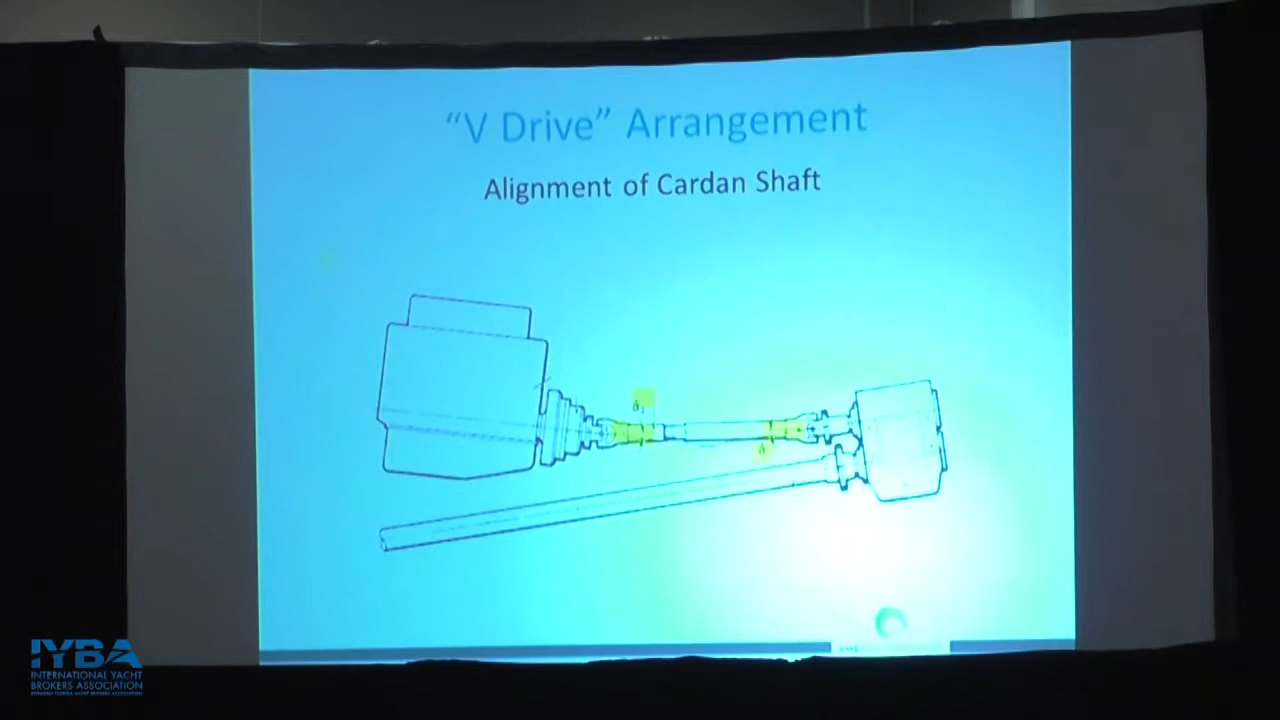 “V Drive” Arrangement
Alignment of Cardan Shaft
IYBA
INTERNATIONAL YACHT
BROKERS ASSOCIATION